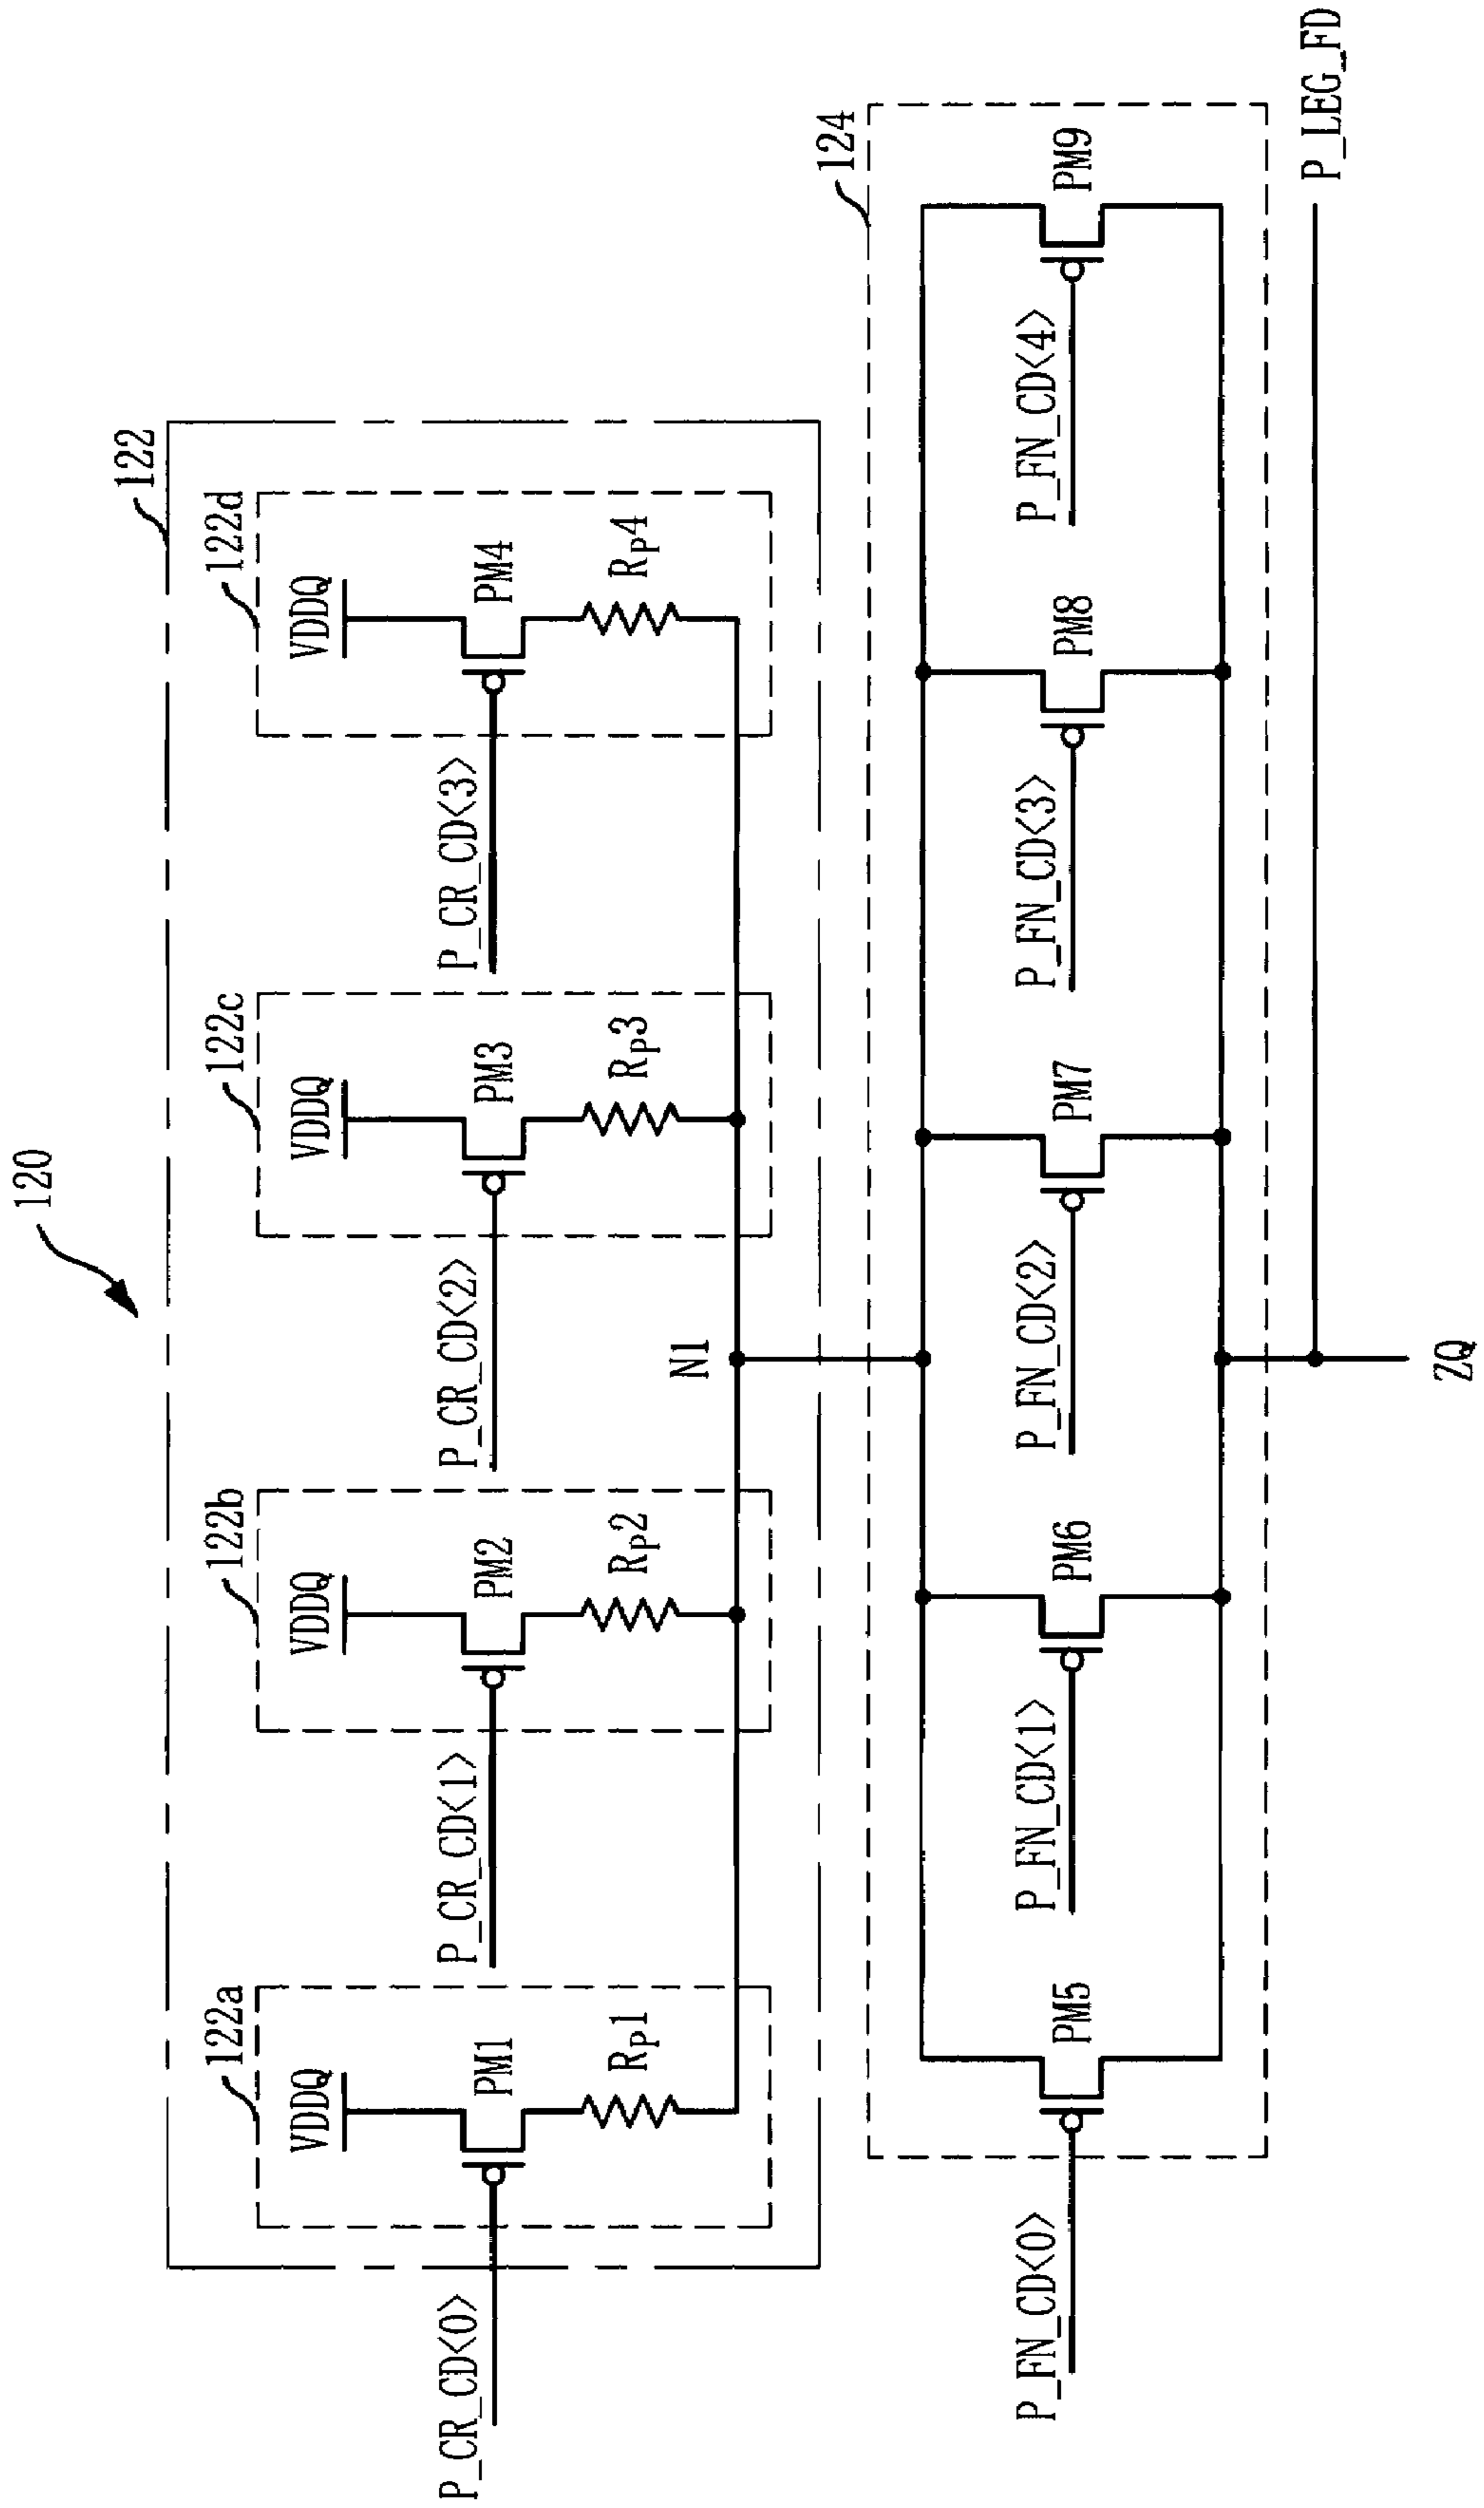 120
122
122a
122b
122c
122d
VDDQ
VDDQ
VDDQ
VDDQ
P_CR_CD<0>
PM1
P_CR_CD<1>
PM2
P_CR_CD<2>
PM3
P_CR_CD<3>
PM4
Rp1
Rp2
Rp3
Rp4
N1
124
P_FN_CD<0>
PM5
P_FN_CD<1>
PM6
P_FN_CD<2>
PM7
P_FN_CD<3>
PM8
P_FN_CD<4>
PM9
P_LEG_FD
ZQ